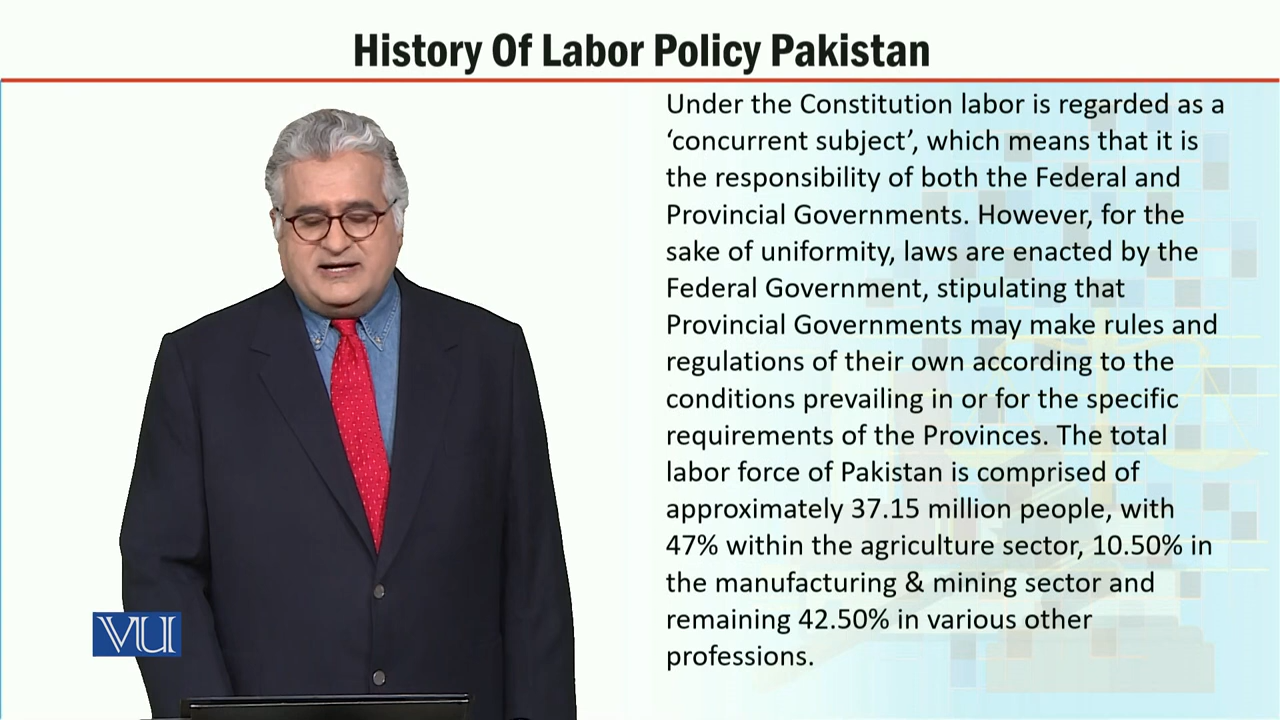 History Of Labor Policy Pakistan
Under the Constitution labor is regarded as a
‘concurrent subject’, which means that it is
the responsibility of both the Federal and
Provincial Governments. However, for the
sake of uniformity, laws are enacted by the
Federal Government, stipulating that
Provincial Governments may make rules and
regulations of their own according to the
conditions prevailing in or for the specific
requirements of the Provinces. The total
labor force of Pakistan is comprised of
approximately 37.15 million people, with
47% within the agriculture sector, 10.50% in
the manufacturing & mining sector and
remaining 42.50% in various other
professions.
VU